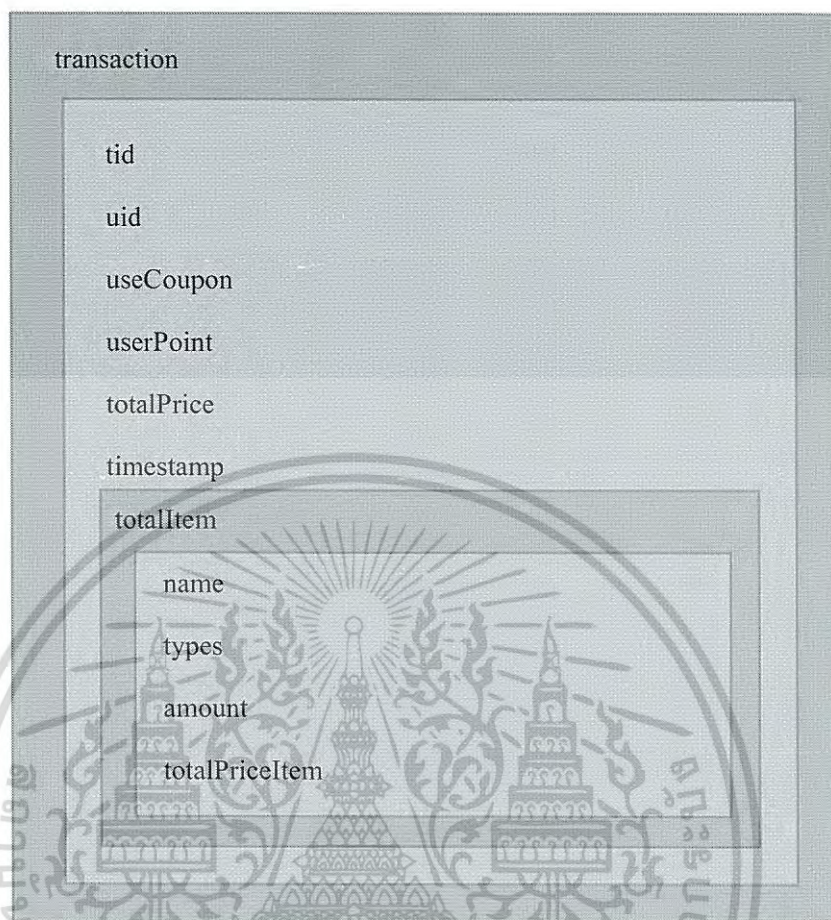 transaction
tid
uid
useCoupon
userPoint
totalPrice
timestamp
totalItem
name
types
amount
totalPriceItem